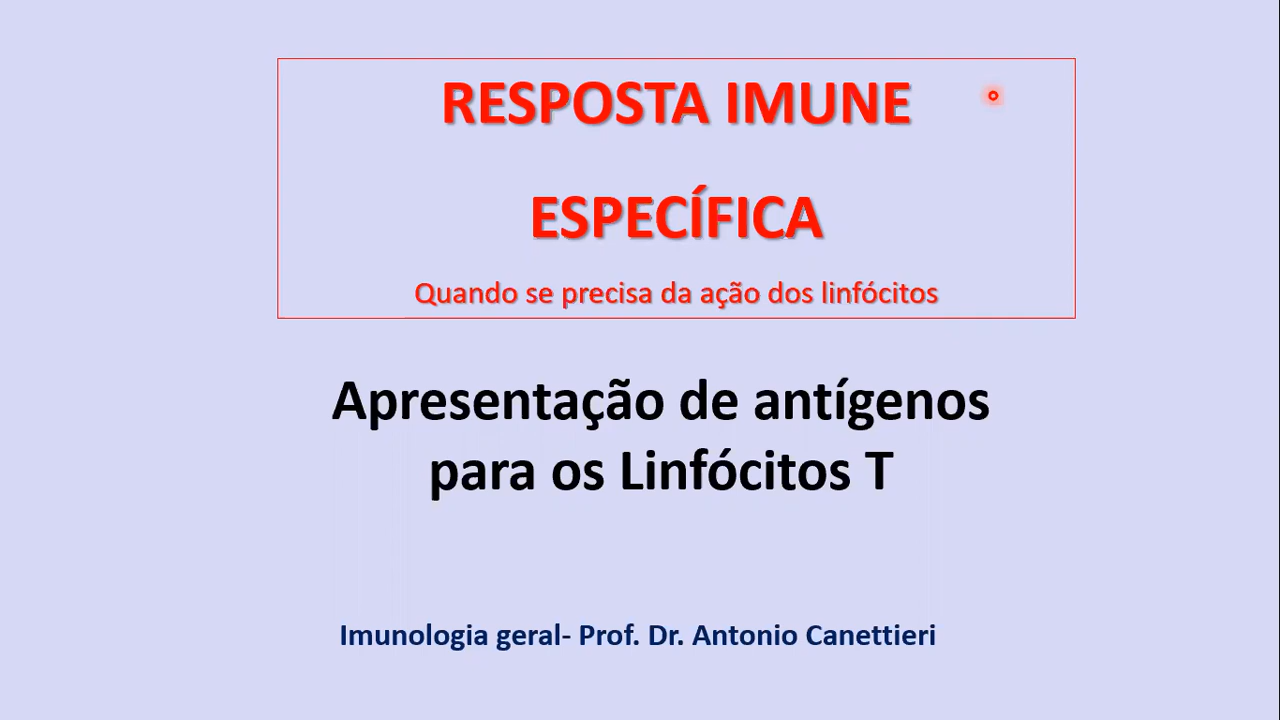 RESPOSTA IMUNE
ESPECÍFICA
Quando se precisa da ação dos linfócitos
Apresentação de antígenos
para os Linfócitos T
Imunologia geral- Prof. Dr. Antonio Canettieri